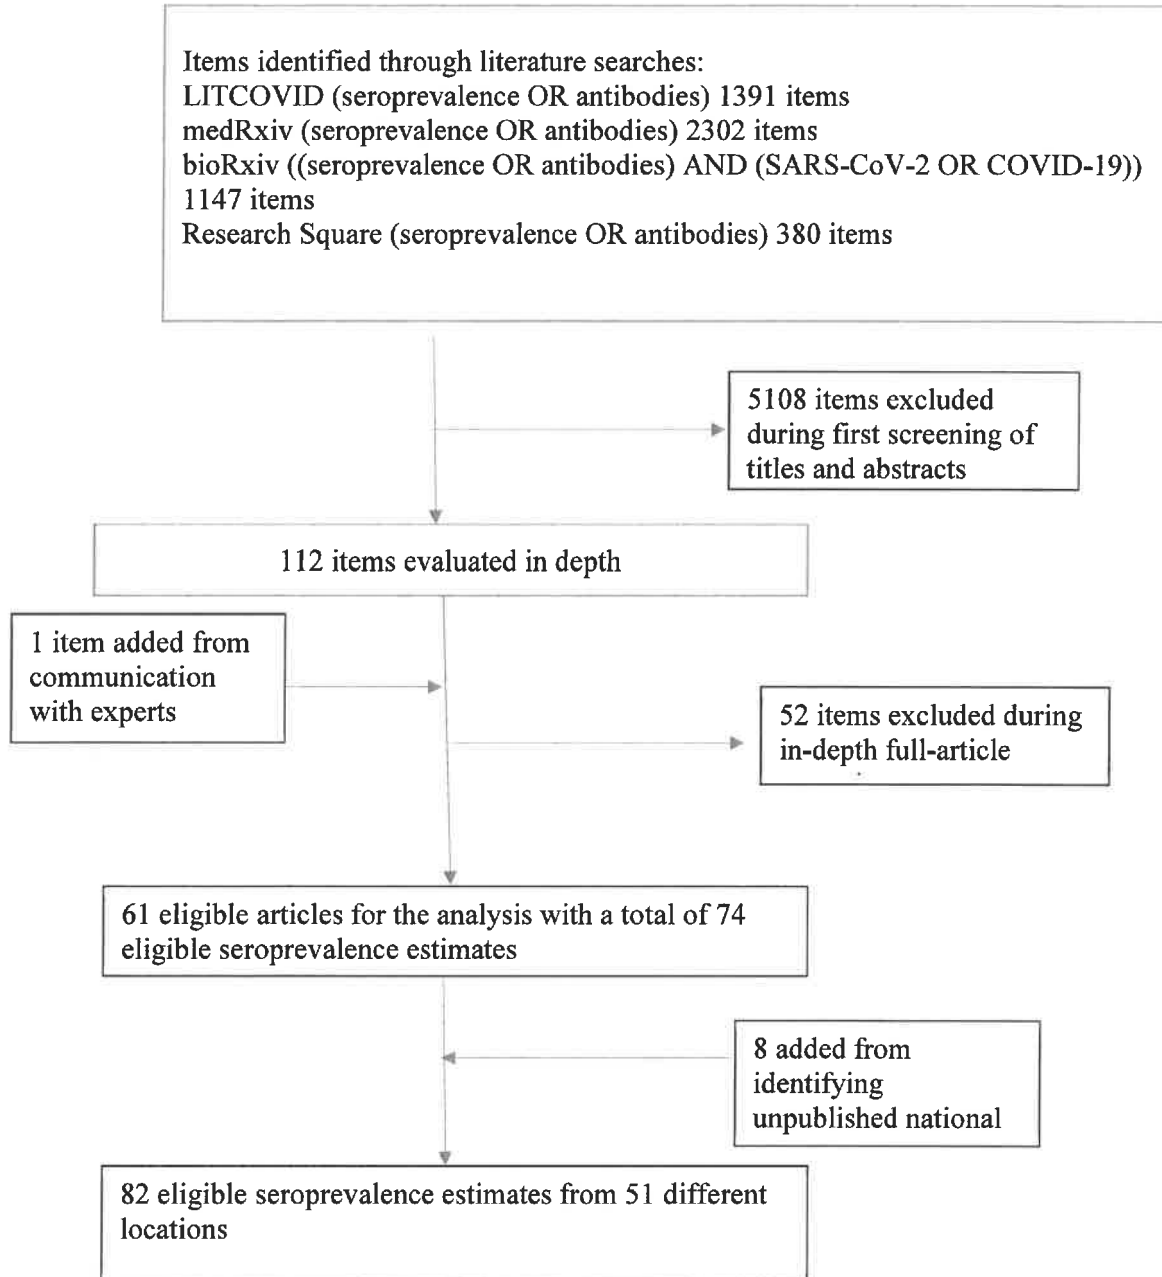 Items identified through literature searches:
LITCOVID (seroprevalence OR antibodies) 1391 items
medRxiv (seroprevalence OR antibodies) 2302 items
bioRxiv ((seroprevalence OR antibodies) AND (SARS-CoV-2 OR COVID-19))
1147 items
Research Square (seroprevalence OR antibodies) 380 items
5108 items excluded
during first screening of
titles and abstracts
112 items evaluated in depth
1 item added from
communication
with experts
52 items excluded during
in-depth full-article
61 eligible articles for the analysis with a total of 74
eligible seroprevalence estimates
8 added from
identifying
unpublished national
82 eligible seroprevalence estimates from 51 different
locations